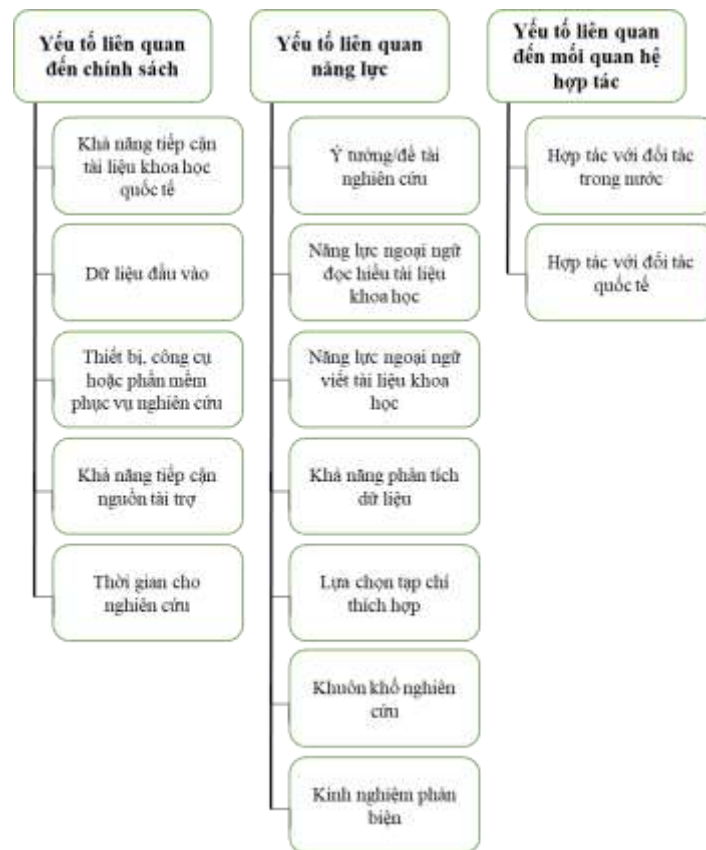 Yếu tố liên quan
đến chính sách
Khả năng tiếp cận
tài liệu khoa học
quốc tế
Dữ liệu đầu vào
Thiết bị, công cụ
hoặc phần mềm
phục vụ nghiên cứu
Khả năng tiếp cận
nguồn tài trợ
Thời gian cho
nghiên cứu
Yếu tố liên quan
năng lực
Ý tưởng/đề tài
nghiên cứu
Năng lực ngoại ngữ
đọc hiểu tài liệu
khoa học
Năng lực ngoại ngữ
viết tài liệu khoa
học
Khả năng phân tích
dữ liệu
Lựa chọn tạp chí
thích hợp
Khuôn khổ nghiên
cứu
Kinh nghiệm phản
biện
Yếu tố liên quan
đến mối quan hệ
hợp tác
Hợp tác với đối tác
trong nước
Hợp tác với đối tác
quốc tế